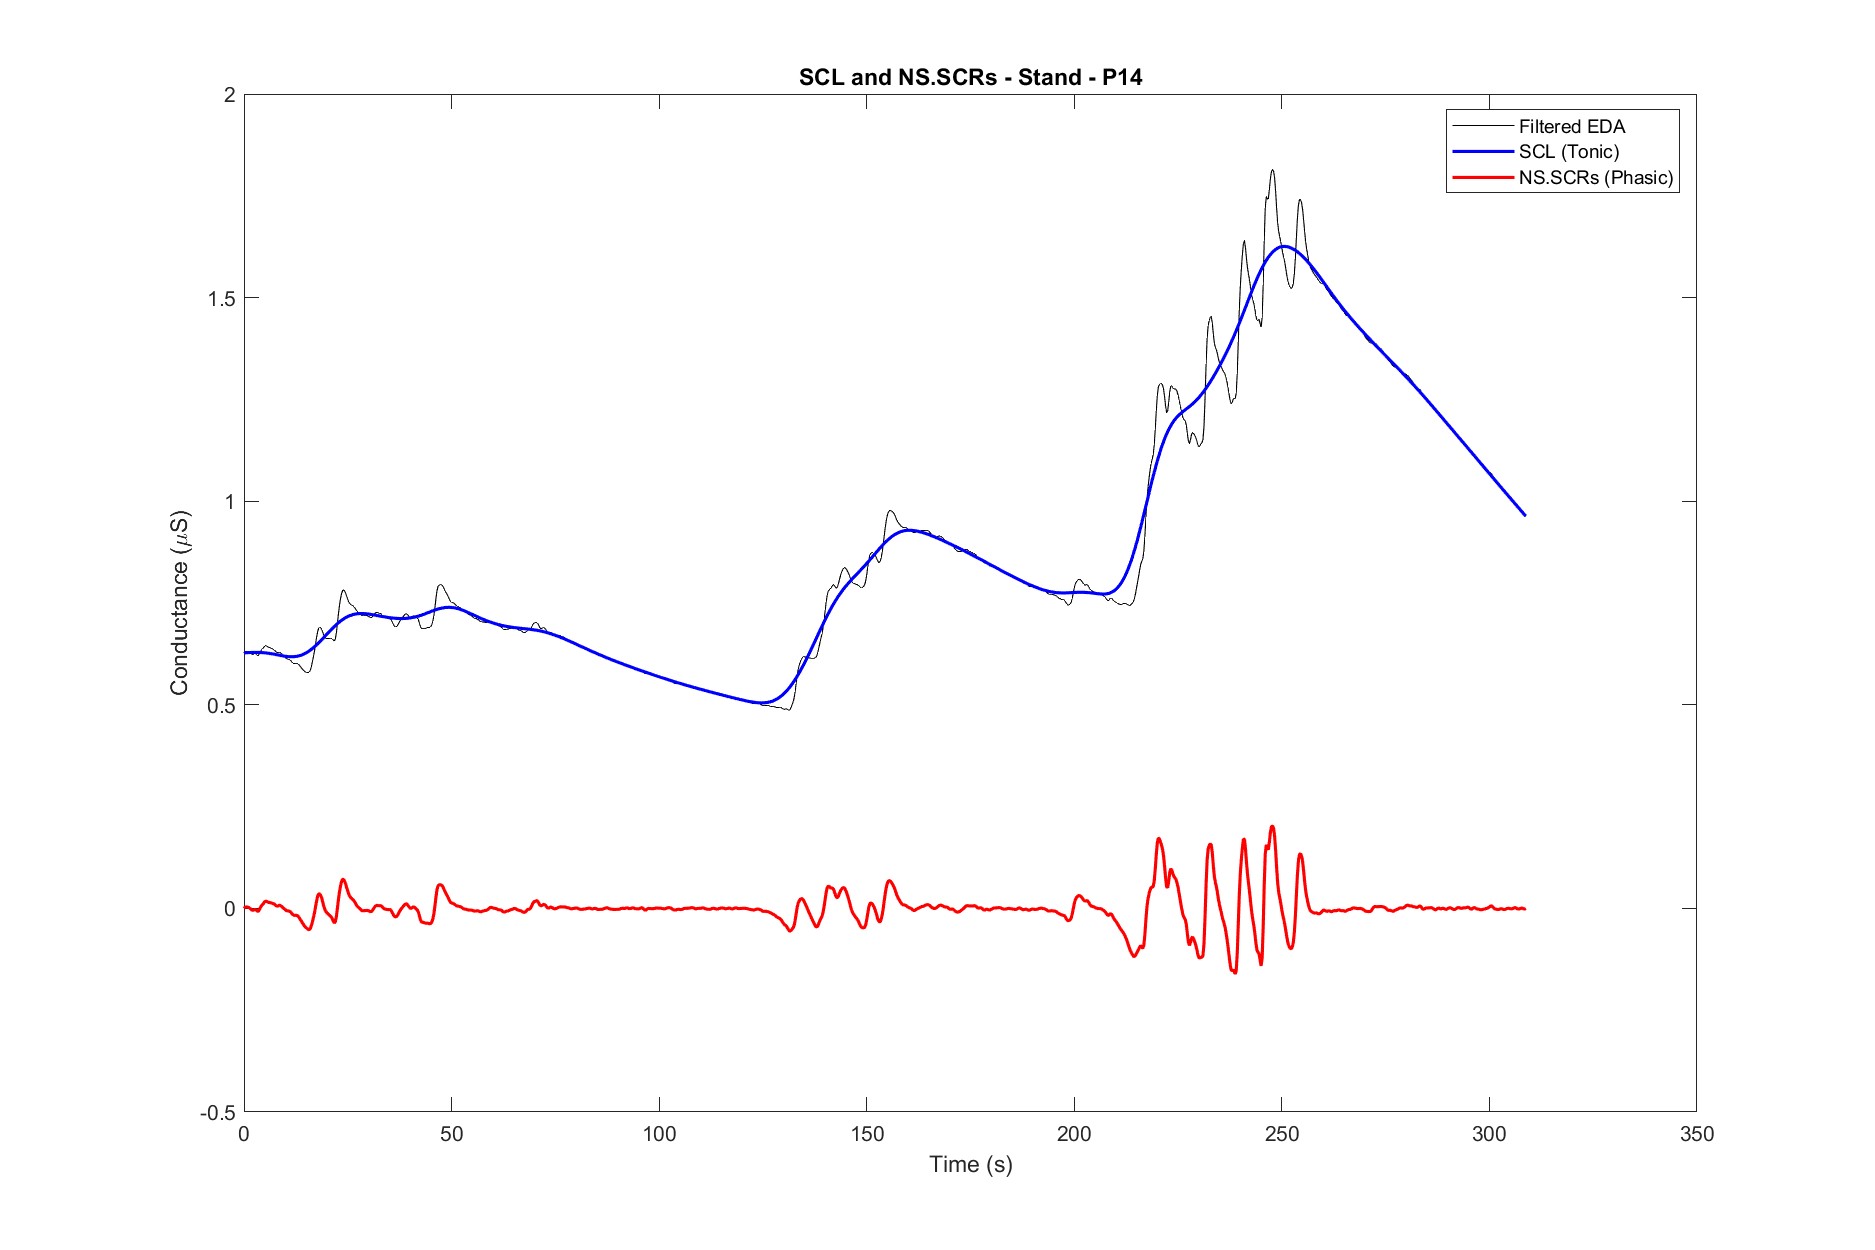 SCL and NS.SCRs - Stand - P14
Filtered EDA
SCL (Tonic)
NS.SCRs (Phasic)
2
1.5
1
0.5
0
-0.5
Conductance (μS)
0 50 100 150 200 250 300 350
Time (s)